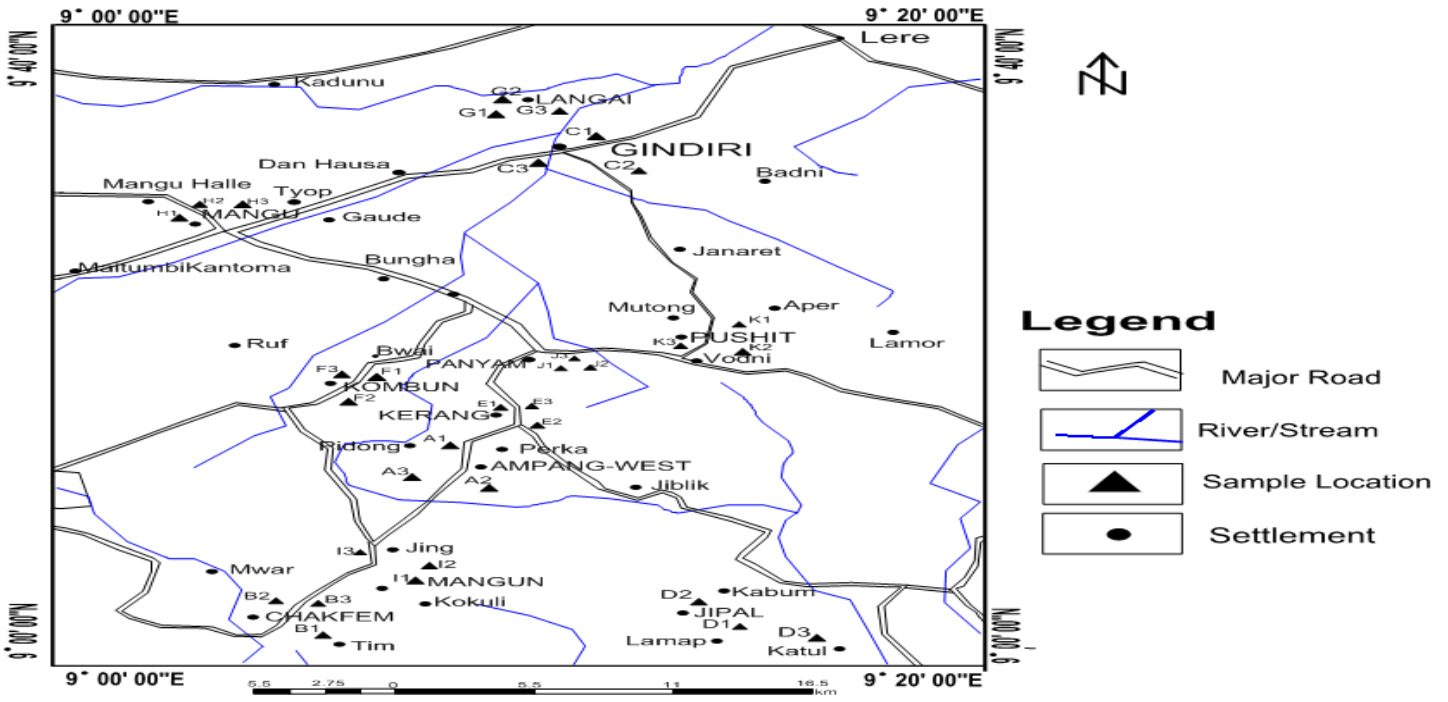 9° 00' 00"E
9° 20' 00"E
9° 40' 00"N
9° 40' 00"N
Lere
N
Kadunu
G2
LANGAI
G1
G3
C1
GINDIRI
Dan Hausa
C3
C2
Badni
Mangu Halle
Tyop
H2
H3
H1
MANGU
Gaude
Janaret
Bungha
MaitumbiKantoma
Mutong
Aper
K1
Legend
Ruf
PUSHIT
K3
K2
Lamor
Bwai
PANYAM
J3
J1
J2
Vodni
Major Road
F3
F1
KOMBUN
F2
E1
E3
KERANG
E2
River/Stream
Pidong
A1
Perka
AMPANG-WEST
A3
A2
Jiblik
Sample Location
Settlement
I3
Jing
I2
Mwar
I1
MANGUN
Kokuli
B2
B3
CHAKFEM
B1
Tim
D2
Kabum
JIPAL
D1
Lamap
D3
Katul
9° 00' 00"N
9° 00' 00"N
9° 00' 00"E
9° 20' 00"E
5.5 2.75 0 5.5 11 16.5
km